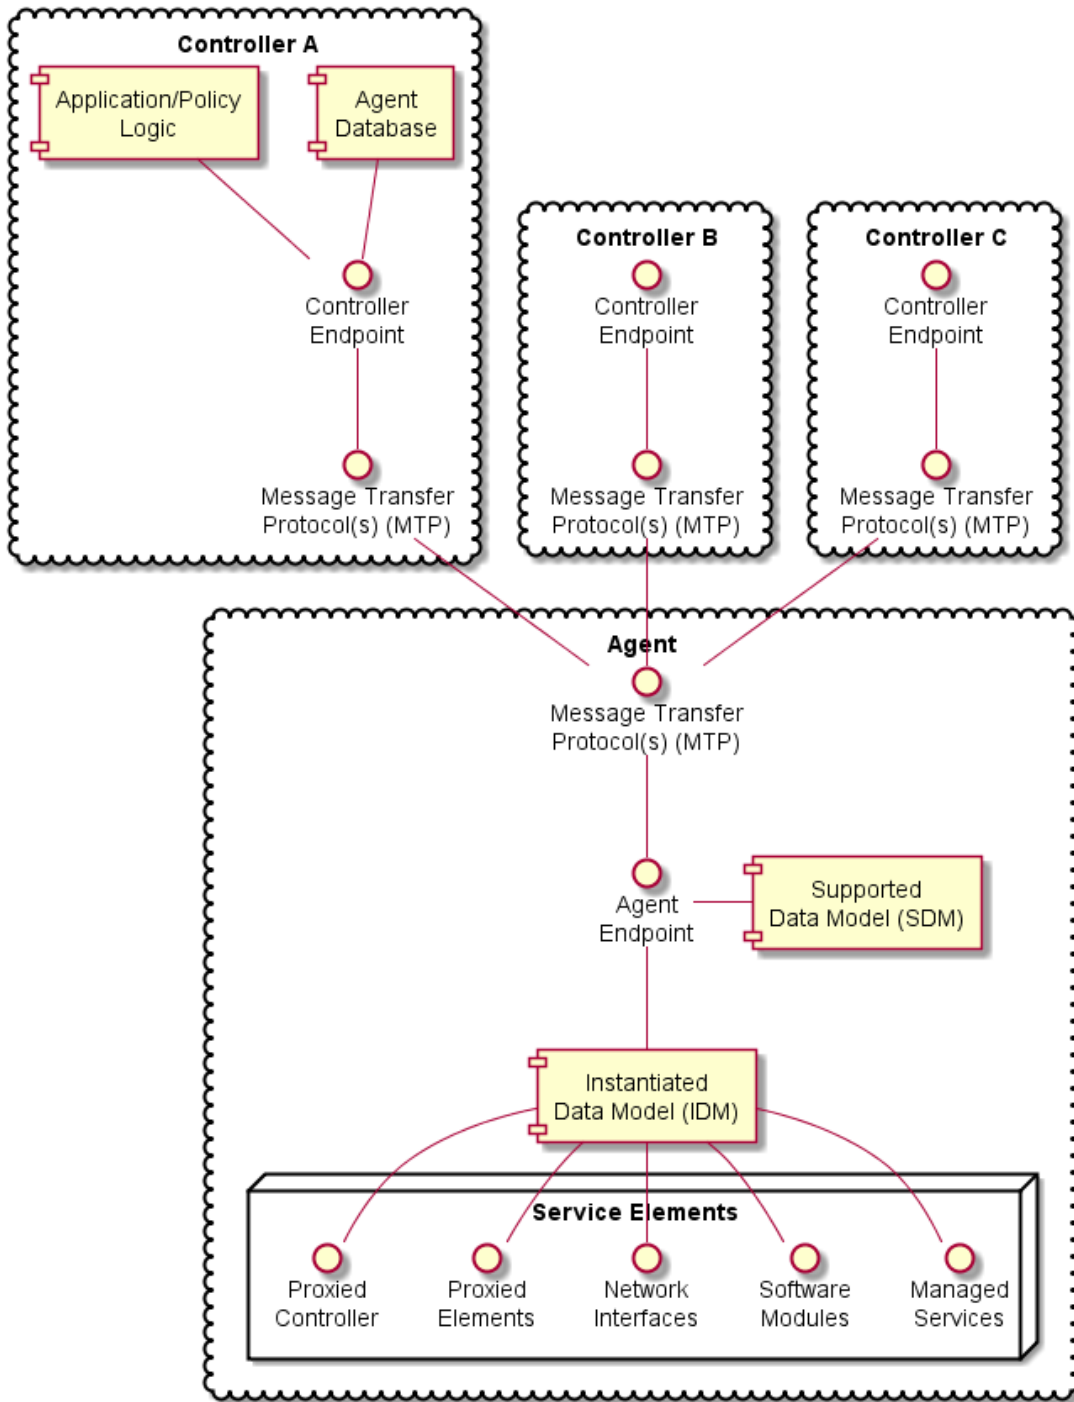 Controller A
Application/Policy
Logic
Agent
Database
Controller
Endpoint
Message Transfer
Protocol(s) (MTP)
Controller B
Controller
Endpoint
Message Transfer
Protocol(s) (MTP)
Controller C
Controller
Endpoint
Message Transfer
Protocol(s) (MTP)
Agent
Message Transfer
Protocol(s) (MTP)
Agent
Endpoint
Supported
Data Model (SDM)
Instantiated
Data Model (IDM)
Service Elements
Proxied
Controller
Proxied
Elements
Network
Interfaces
Software
Modules
Managed
Services